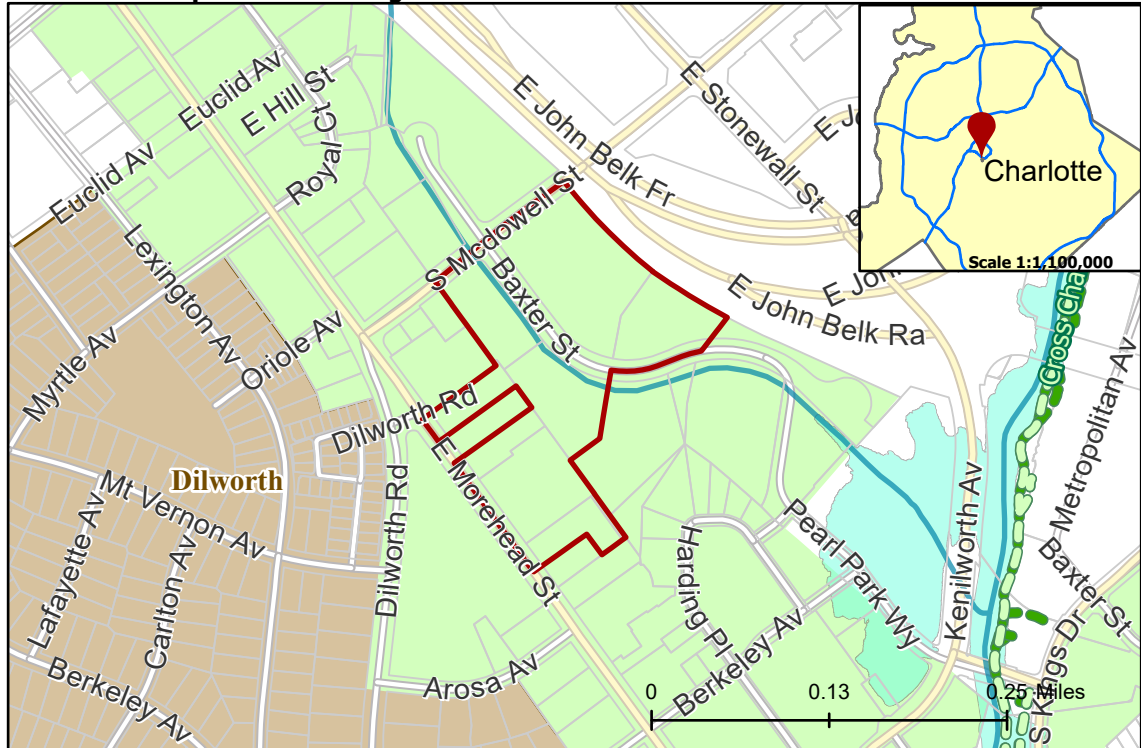 Euclid Av
E Hill St
Royal Ct
Euclid Av
Lexington Av
Myrtle Av
Oriole Av
S Mcdowell St
Baxter St
E John Belk Fr
E Stonewall St
Charlotte
Scale 1:1,100,000
E John Belk Ra
Dilworth Rd
E Morehead St
Dilworth
Mt Vernon Av
Lafayette Av
Carlton Av
Dilworth Rd
Berkeley Av
Arosa Av
Harding Pl
Pearl Park Wy
Berkeley Av
Kenilworth Av
Metropolitan Av
Baxter St
S Kings Dr
0
0.13
0.25 Miles